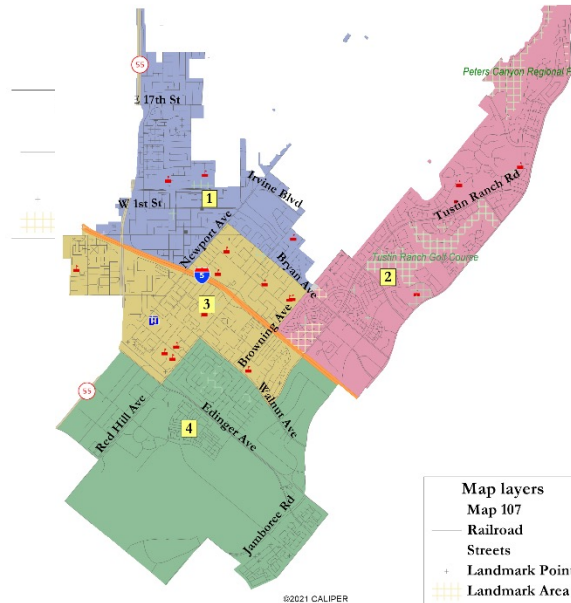 55
E 17th St
Peters Canyon Regional P
W 1st St
1
Irvine Blvd
Tustin Ranch Rd
Newport Ave
Bryan Ave
Tustin Ranch Golf Course
5
2
3
H
Browning Ave
55
Red Hill Ave
Edinger Ave
Walnut Ave
4
Jamboree Rd
Map layers
Map 107
Railroad
Streets
Landmark Point
Landmark Area
©2021 CALIPER